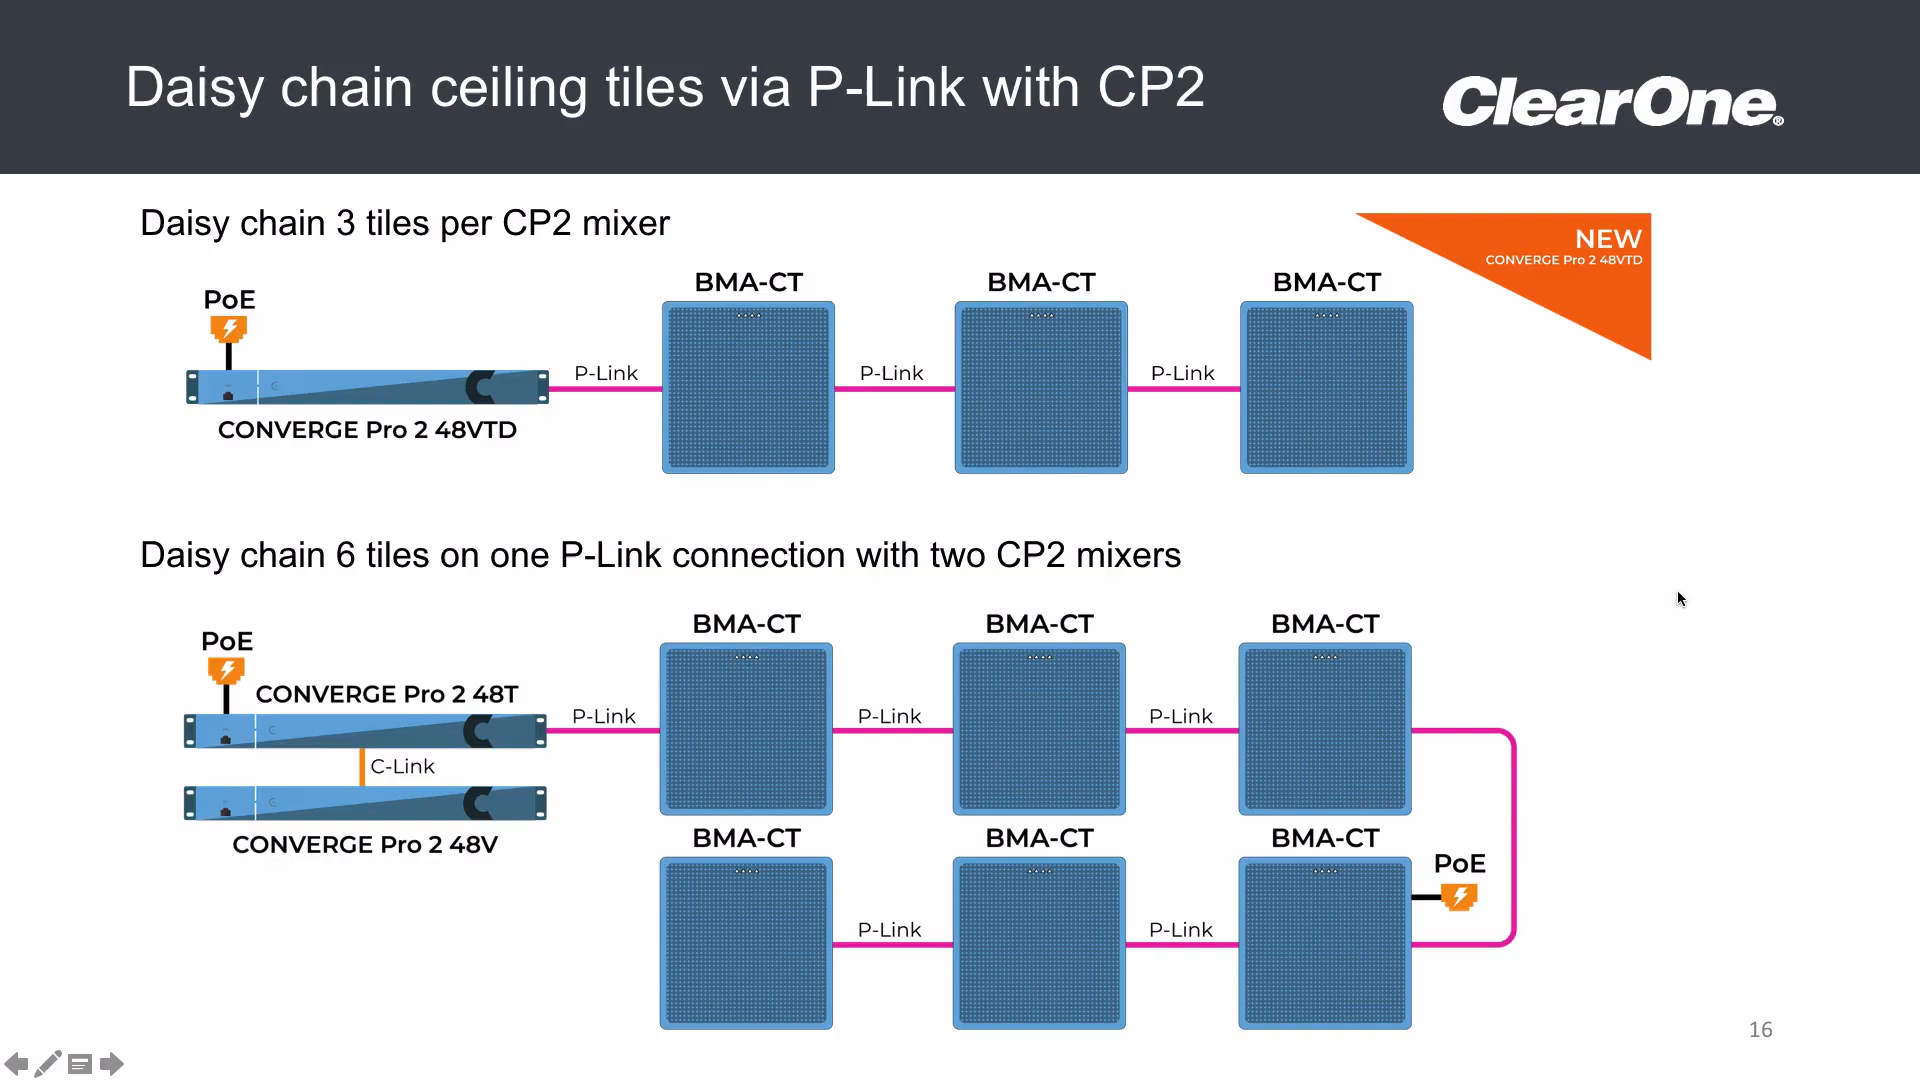 Daisy chain ceiling tiles via P-Link with CP2
ClearOne®
Daisy chain 3 tiles per CP2 mixer
NEW
CONVERGE Pro 2 48VTD
BMA-CT BMA-CT BMA-CT
PoE
P-Link P-Link P-Link
CONVERGE Pro 2 48VTD
Daisy chain 6 tiles on one P-Link connection with two CP2 mixers
BMA-CT BMA-CT BMA-CT
PoE
CONVERGE Pro 2 48T
P-Link P-Link P-Link
C-Link
CONVERGE Pro 2 48V
BMA-CT BMA-CT BMA-CT
PoE
P-Link P-Link
16